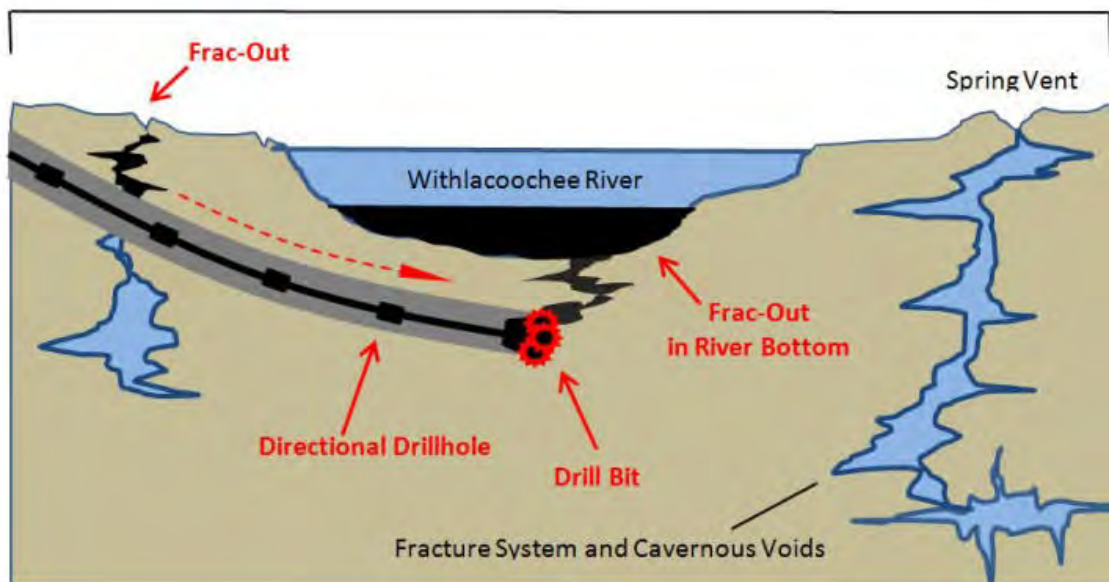 Frac-Out
Spring Vent
Withlacoochee River
Frac-Out
in River Bottom
Directional Drillhole
Drill Bit
Fracture System and Cavernous Voids